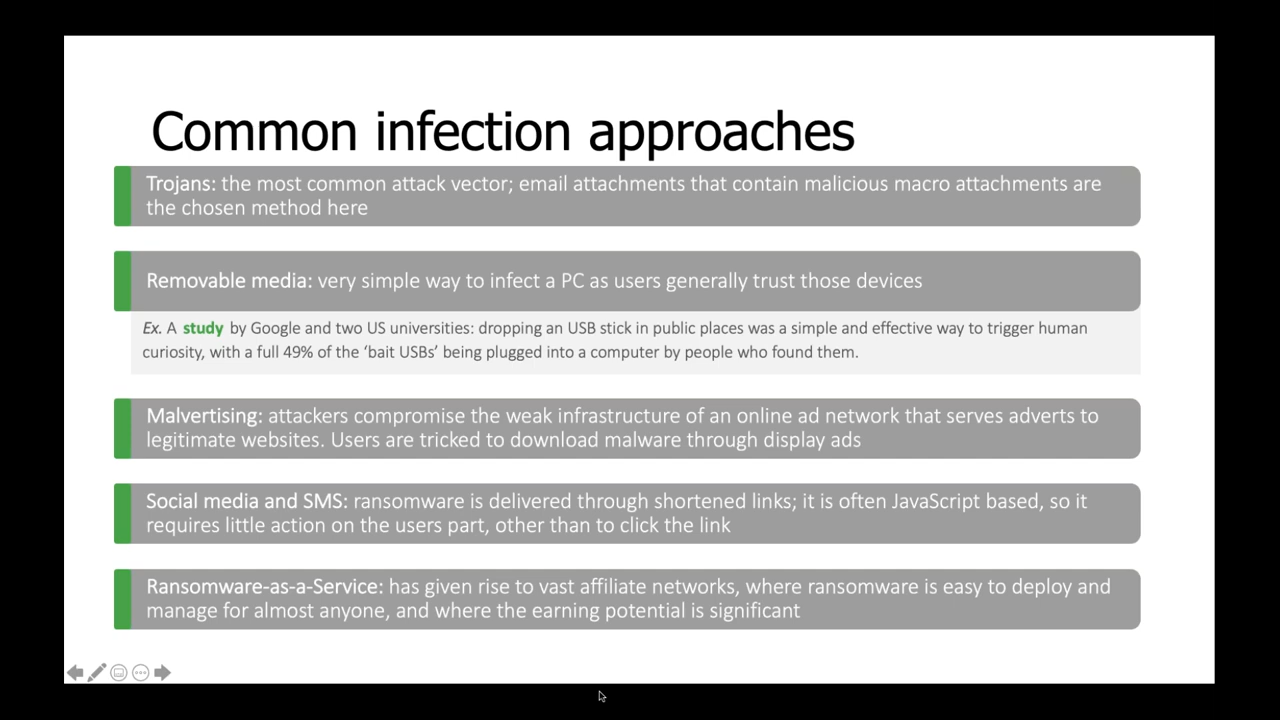 Common infection approaches
Trojans: the most common attack vector; email attachments that contain malicious macro attachments are
the chosen method here
Removable media: very simple way to infect a PC as users generally trust those devices
Ex. A study by Google and two US universities: dropping an USB stick in public places was a simple and effective way to trigger human
curiosity, with a full 49% of the ‘bait USBs’ being plugged into a computer by people who found them.
Malvertising: attackers compromise the weak infrastructure of an online ad network that serves adverts to
legitimate websites. Users are tricked to download malware through display ads
Social media and SMS: ransomware is delivered through shortened links; it is often JavaScript based, so it
requires little action on the users part, other than to click the link
Ransomware-as-a-Service: has given rise to vast affiliate networks, where ransomware is easy to deploy and
manage for almost anyone, and where the earning potential is significant